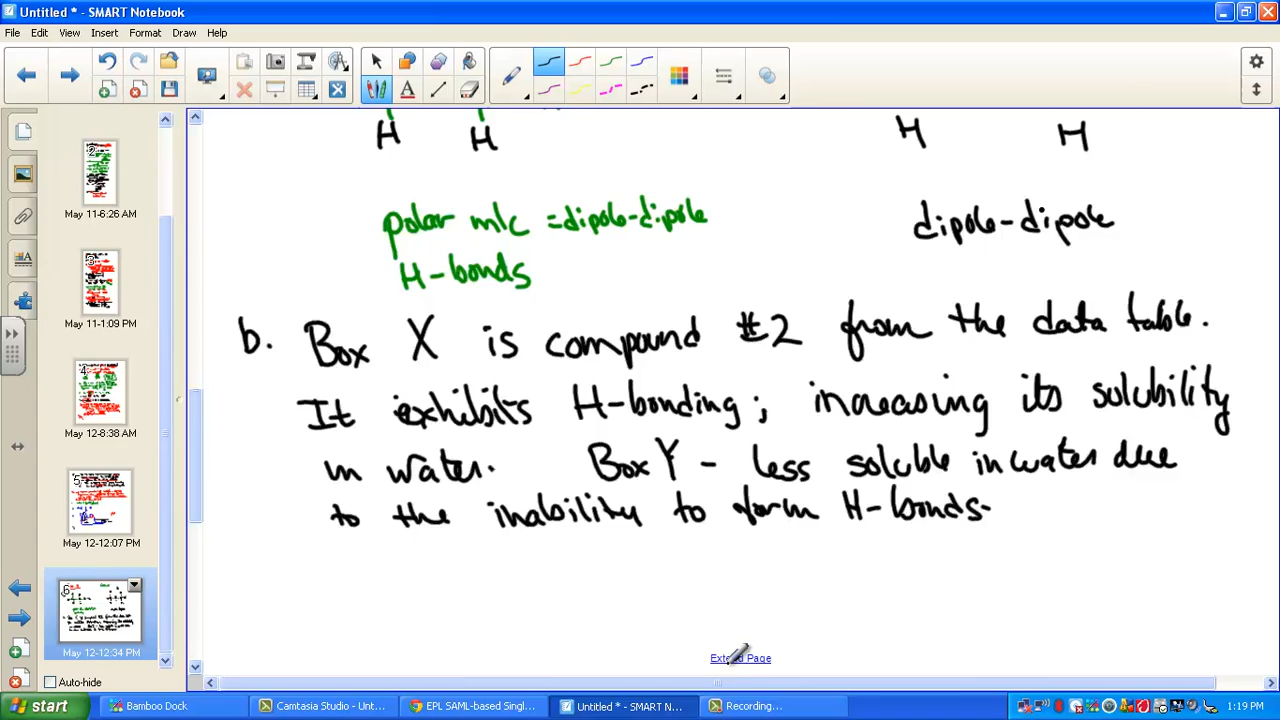 Untitled * - SMART Notebook
File Edit View Insert Format Draw Help
H H H H
polar m/c = dipole-dipole dipole-dipole
H-bonds
b. Box X is compound #2 from the data table.
It exhibits H-bonding; increasing its solubility
in water. Box Y - less soluble in water due
to the inability to form H-bonds.
May 11-6:26 AM
May 11-1:09 PM
May 12-8:38 AM
May 12-12:07 PM
May 12-12:34 PM
Extend Page
Auto-hide
start Bamboo Dock Camtasia Studio - Unt... EPL SAML-based Singl... Untitled * - SMART N... Recording... 1:19 PM